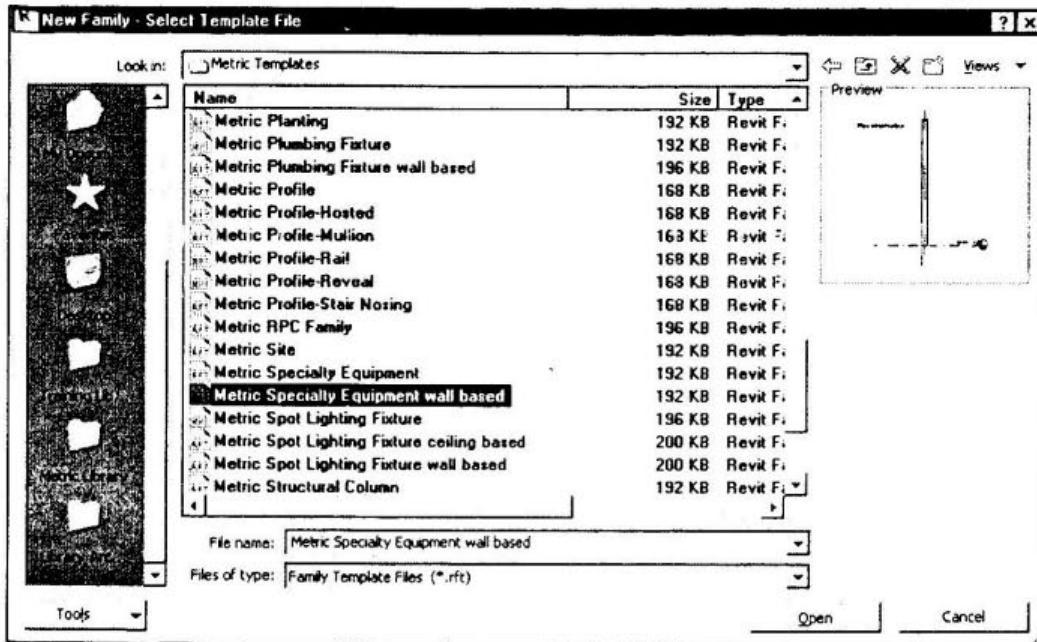 New Family - Select Template File
Look in: Metric Templates
Views
Preview
Name Size Type
Metric Planting 192 KB Revit F
Metric Plumbing Fixture 192 KB Revit F
Metric Plumbing Fixture wall based 196 KB Revit F
Metric Profile 168 KB Revit F
Metric Profile-Hosted 168 KB Revit F
Metric Profile-Mullion 168 KB Revit F
Metric Profile-Rail 168 KB Revit F
Metric Profile-Reveal 168 KB Revit F
Metric Profile-Stair Nosing 168 KB Revit F
Metric RPC Family 196 KB Revit F
Metric Site 192 KB Revit F
Metric Specialty Equipment 192 KB Revit F
Metric Specialty Equipment wall based 192 KB Revit F
Metric Spot Lighting Fixture 196 KB Revit F
Metric Spot Lighting Fixture ceiling based 200 KB Revit F
Metric Spot Lighting Fixture wall based 200 KB Revit F
Metric Structural Column 192 KB Revit F
Desktop
Training Lib
Metric Library
File name: Metric Specialty Equipment wall based
Files of type: Family Template Files (*.rft)
Tools
Open
Cancel